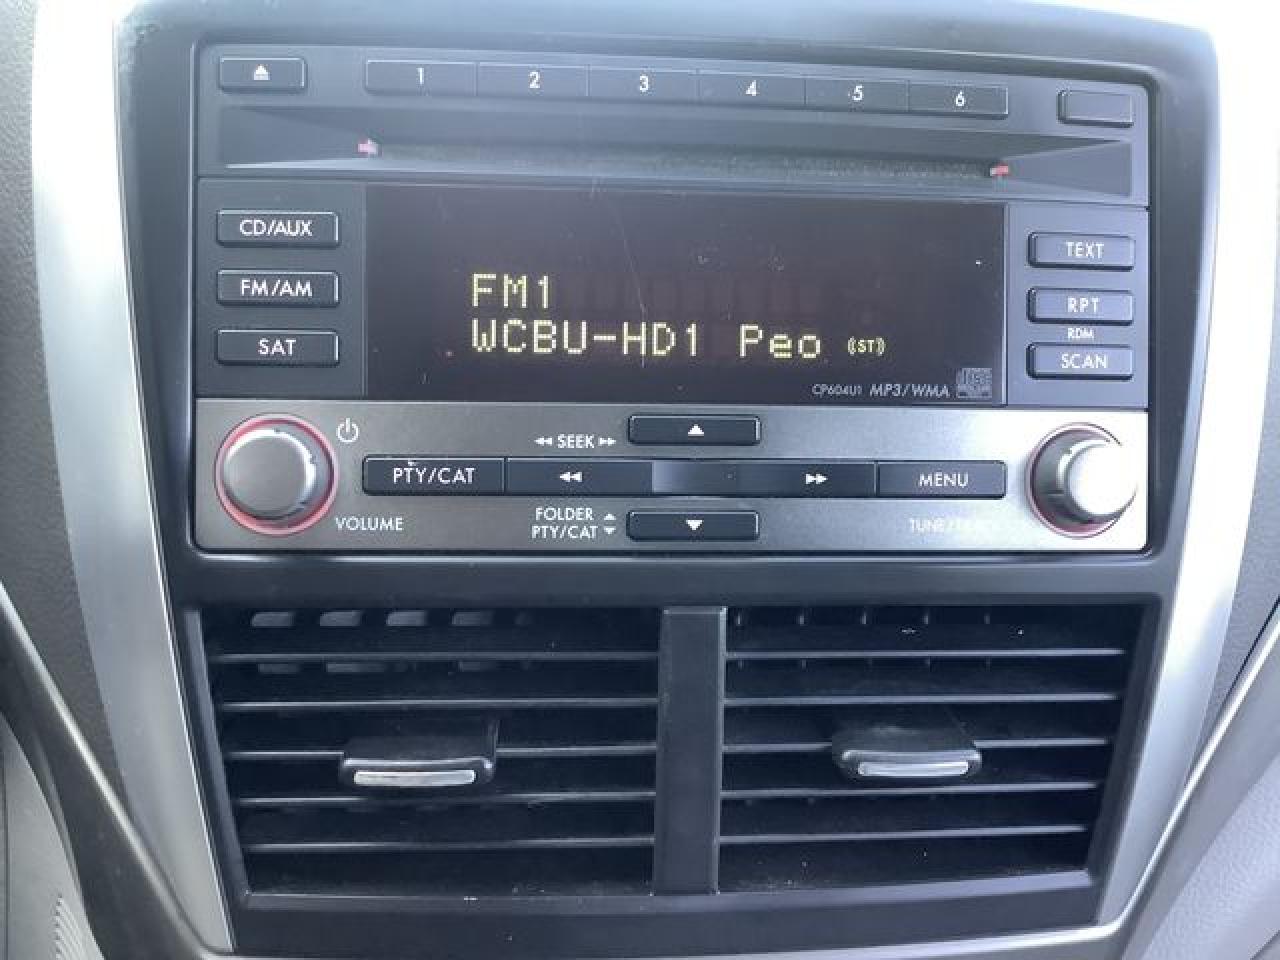 1 2 3 4 5 6
CD/AUX
FM/AM
SAT
FM1
WCBU-HD1 Peo (ST)
CP604U1 MP3/WMA
TEXT
RPT
RDM
SCAN
SEEK
PTY/CAT
MENU
VOLUME
FOLDER
PTY/CAT
TUNE/